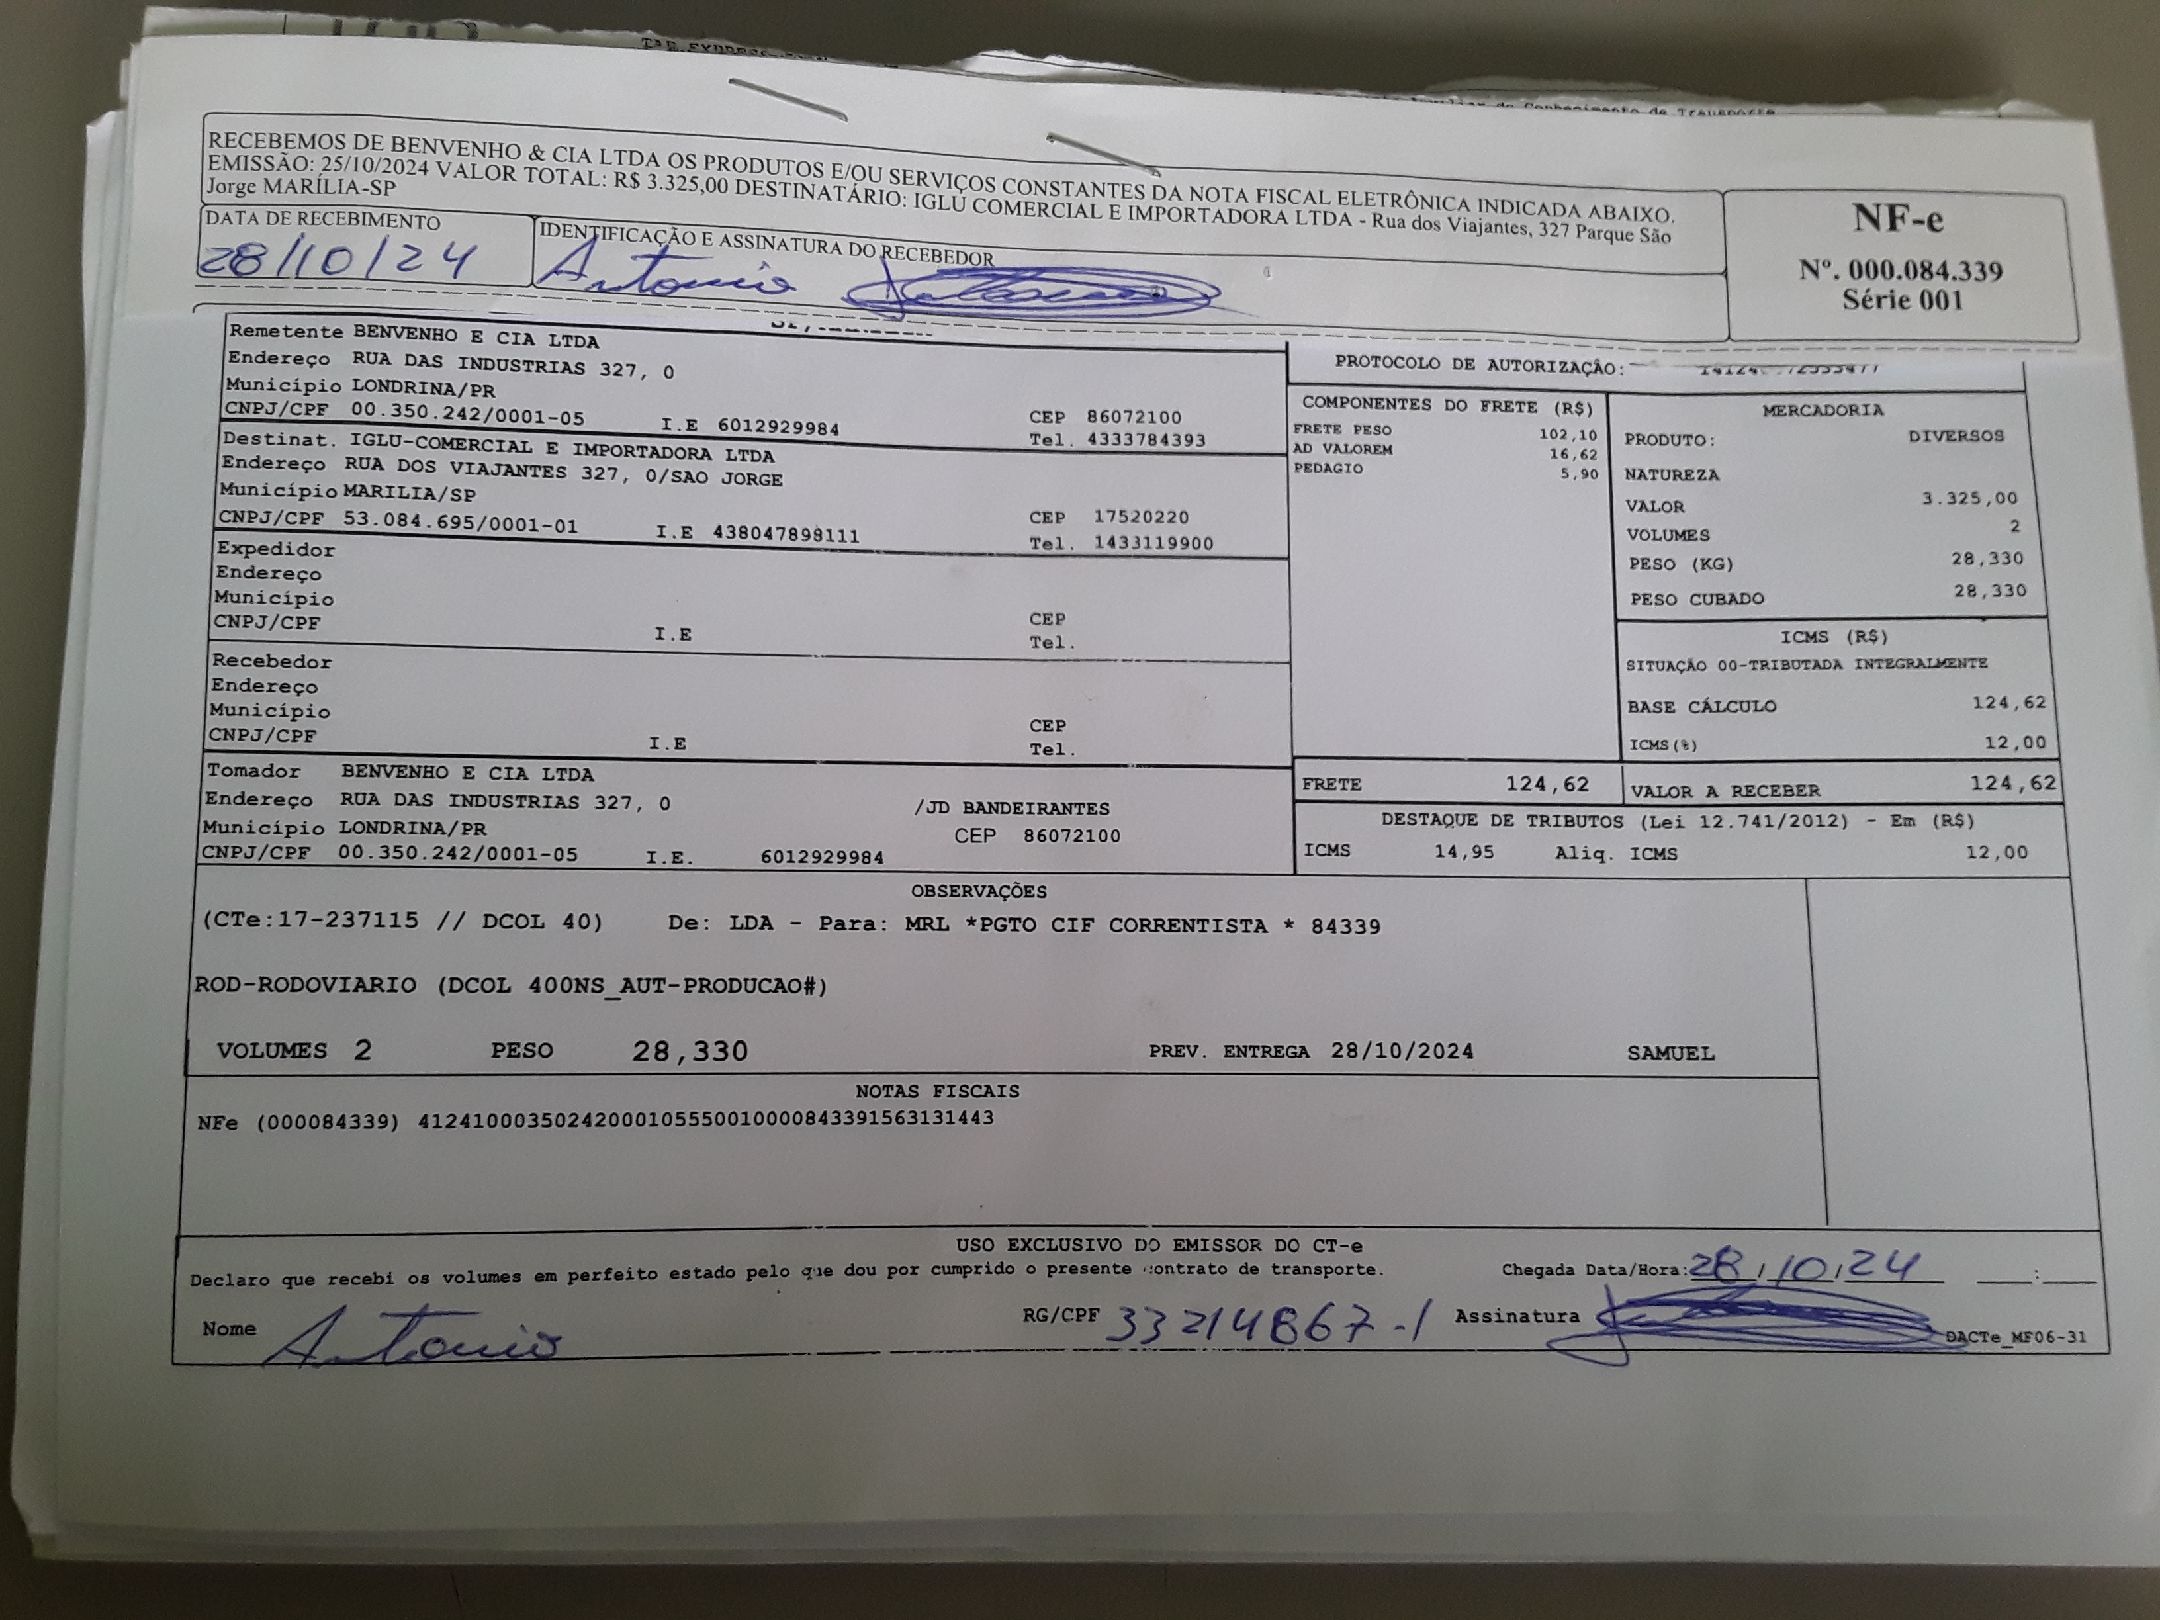 RECEBEMOS DE BENVENHO & CIA LTDA OS PRODUTOS E/OU SERVIÇOS CONSTANTES DA NOTA FISCAL ELETRÔNICA INDICADA ABAIXO.
EMISSÃO: 25/10/2024 VALOR TOTAL: R$ 3.325,00 DESTINATÁRIO: IGLU COMERCIAL E IMPORTADORA LTDA - Rua dos Viajantes, 327 Parque São
Jorge MARÍLIA-SP
NF-e
Nº. 000.084.339
Série 001
DATA DE RECEBIMENTO
28/10/24
IDENTIFICAÇÃO E ASSINATURA DO RECEBEDOR
Antonio
Remetente BENVENHO E CIA LTDA
Endereço RUA DAS INDUSTRIAS 327, 0
Município LONDRINA/PR
CNPJ/CPF 00.350.242/0001-05 I.E 6012929984
CEP 86072100
Tel. 4333784393
Destinat. IGLU-COMERCIAL E IMPORTADORA LTDA
Endereço RUA DOS VIAJANTES 327, 0/SAO JORGE
Município MARILIA/SP
CNPJ/CPF 53.084.695/0001-01 I.E 438047898111
CEP 17520220
Tel. 1433119900
Expedidor
Endereço
Município
CNPJ/CPF I.E
CEP
Tel.
Recebedor
Endereço
Município
CNPJ/CPF I.E
CEP
Tel.
Tomador BENVENHO E CIA LTDA
Endereço RUA DAS INDUSTRIAS 327, 0 /JD BANDEIRANTES
Município LONDRINA/PR CEP 86072100
CNPJ/CPF 00.350.242/0001-05 I.E. 6012929984
PROTOCOLO DE AUTORIZAÇÃO:
COMPONENTES DO FRETE (R$)
FRETE PESO 102,10
AD VALOREM 16,62
PEDAGIO 5,90
MERCADORIA
PRODUTO: DIVERSOS
NATUREZA
VALOR 3.325,00
VOLUMES 2
PESO (KG) 28,330
PESO CUBADO 28,330
ICMS (R$)
SITUAÇÃO 00-TRIBUTADA INTEGRALMENTE
BASE CÁLCULO 124,62
ICMS(%) 12,00
FRETE 124,62
VALOR A RECEBER 124,62
DESTAQUE DE TRIBUTOS (Lei 12.741/2012) - Em (R$)
ICMS 14,95 Aliq. ICMS 12,00
OBSERVAÇÕES
(CTe:17-237115 // DCOL 40) De: LDA - Para: MRL *PGTO CIF CORRENTISTA * 84339
ROD-RODOVIARIO (DCOL 400NS_AUT-PRODUCAO#)
VOLUMES 2 PESO 28,330 PREV. ENTREGA 28/10/2024 SAMUEL
NOTAS FISCAIS
NFe (000084339) 41241000350242000105550010000843391563131443
USO EXCLUSIVO DO EMISSOR DO CT-e
Declaro que recebi os volumes em perfeito estado pelo que dou por cumprido o presente contrato de transporte.
Chegada Data/Hora: 28/10/24 __:__
Nome Antonio RG/CPF 33214867-1 Assinatura
DACTe_MF06-31